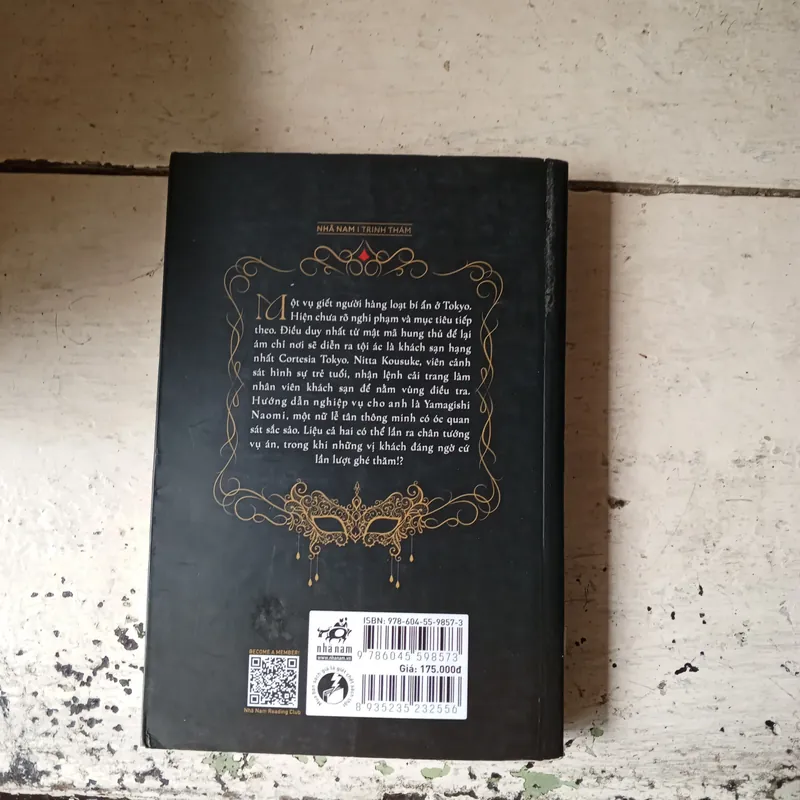 NHÃ NAM | TRINH THÁM
Một vụ giết người hàng loạt bí ẩn ở Tokyo.
Hiện chưa rõ nghi phạm và mục tiêu tiếp
theo. Điều duy nhất từ mật mã hung thủ để lại
ám chỉ nơi sẽ diễn ra tội ác là khách sạn hạng
nhất Cortesia Tokyo. Nitta Kousuke, viên cảnh
sát hình sự trẻ tuổi, nhận lệnh cải trang làm
nhân viên khách sạn để nằm vùng điều tra.
Hướng dẫn nghiệp vụ cho anh là Yamagishi
Naomi, một nữ lễ tân thông minh có óc quan
sát sắc sảo. Liệu cả hai có thể lần ra chân tướng
vụ án, trong khi những vị khách đáng ngờ cứ
lần lượt ghé thăm!?
BECOME A MEMBER!
Nhã Nam Reading Club
nhã nam
www.nhanam.vn
ISBN: 978-604-55-9857-3
9 786045 598573
Giá: 175.000đ
8 935235 232556